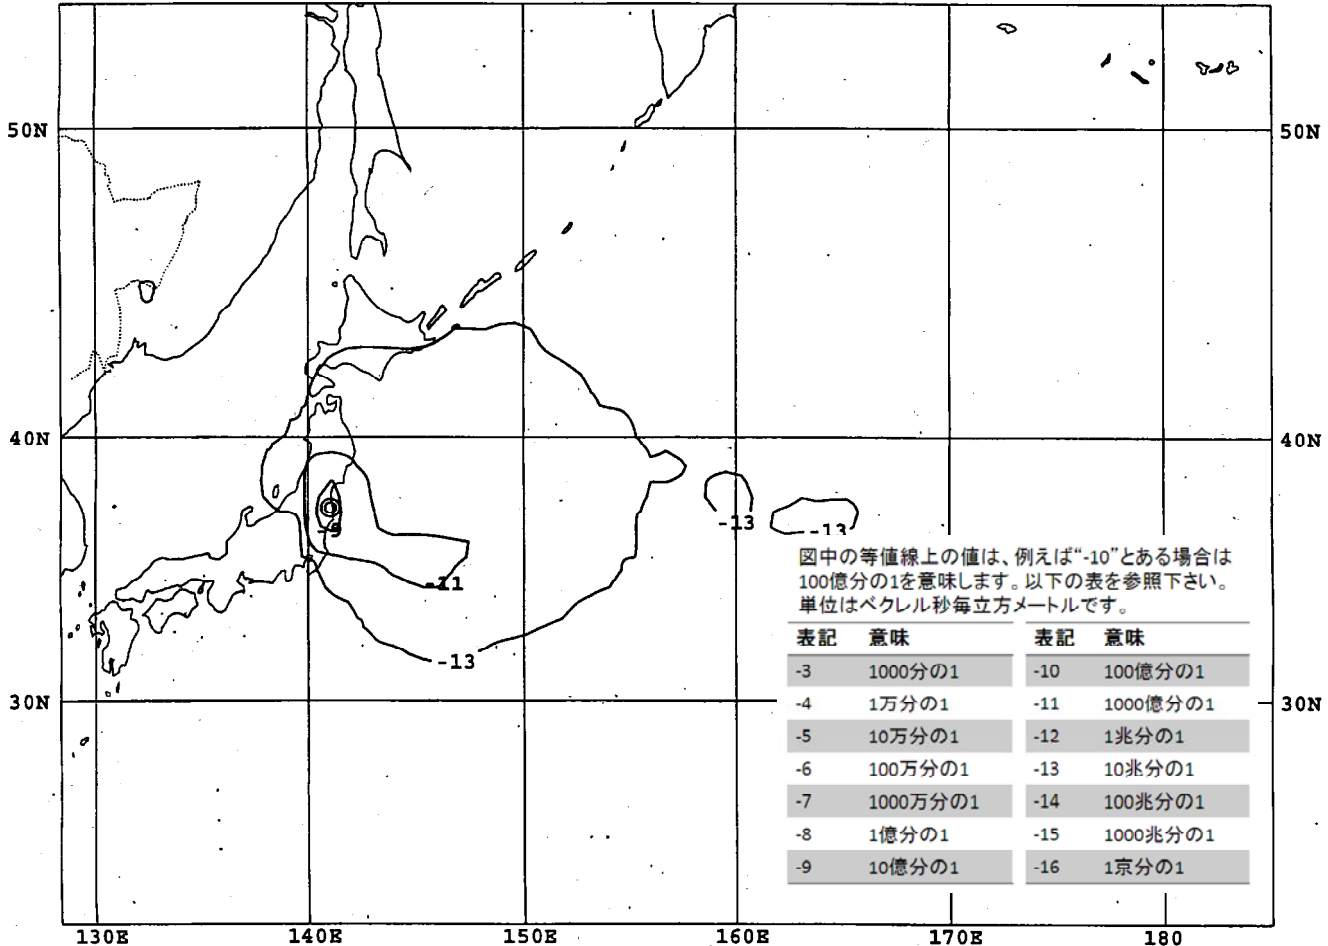 50N
50N
40N
40N
-9
-13
-13
-11
-13
図中の等値線上の値は、例えば“-10”とある場合は
100億分の1を意味します。以下の表を参照下さい。
単位はベクレル秒毎立方メートルです。
表記 意味 表記 意味
-3 1000分の1 -10 100億分の1
-4 1万分の1 -11 1000億分の1
-5 10万分の1 -12 1兆分の1
-6 100万分の1 -13 10兆分の1
-7 1000万分の1 -14 100兆分の1
-8 1億分の1 -15 1000兆分の1
-9 10億分の1 -16 1京分の1
30N
30N
130E 140E 150E 160E 170E 180